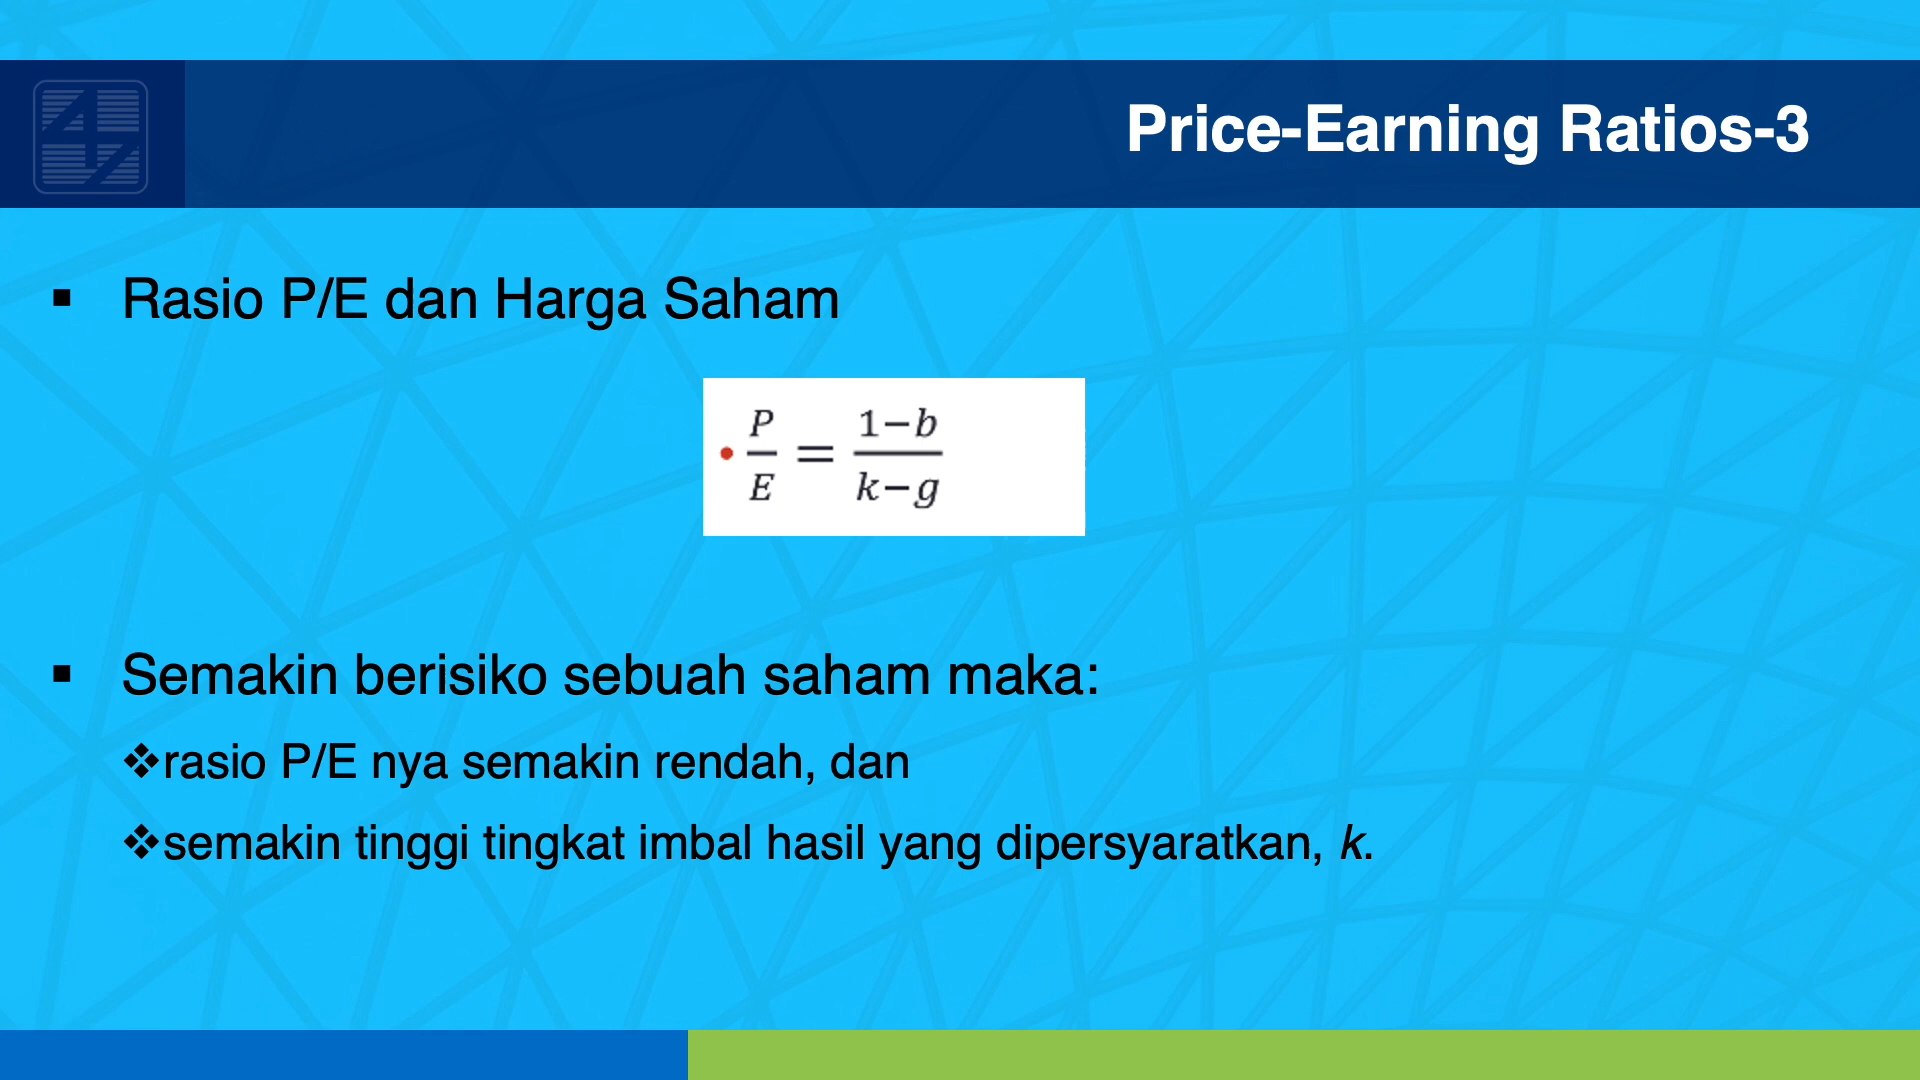 Price-Earning Ratios-3
▪ Rasio P/E dan Harga Saham
• P/E = (1−b)/(k−g)
▪ Semakin berisiko sebuah saham maka:
❖rasio P/E nya semakin rendah, dan
❖semakin tinggi tingkat imbal hasil yang dipersyaratkan, k.